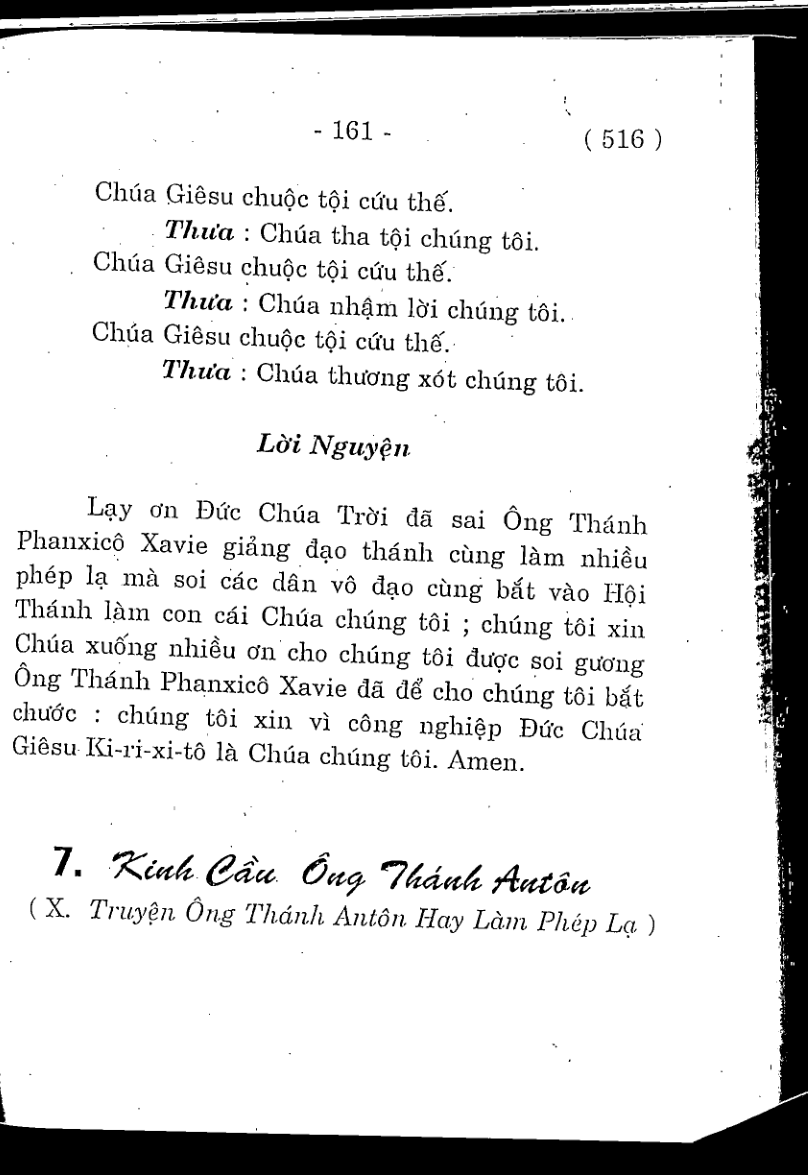 - 161 -
( 516 )
Chúa Giêsu chuộc tội cứu thế.
Thưa : Chúa tha tội chúng tôi.
Chúa Giêsu chuộc tội cứu thế.
Thưa : Chúa nhậm lời chúng tôi.
Chúa Giêsu chuộc tội cứu thế.
Thưa : Chúa thương xót chúng tôi.
Lời Nguyện
Lạy ơn Đức Chúa Trời đã sai Ông Thánh
Phanxicô Xavie giảng đạo thánh cùng làm nhiều
phép lạ mà soi các dân vô đạo cùng bắt vào Hội
Thánh làm con cái Chúa chúng tôi ; chúng tôi xin
Chúa xuống nhiều ơn cho chúng tôi được soi gương
Ông Thánh Phanxicô Xavie đã để cho chúng tôi bắt
chước : chúng tôi xin vì công nghiệp Đức Chúa
Giêsu Ki-ri-xi-tô là Chúa chúng tôi. Amen.
7. Kinh Cầu Ông Thánh Antôn
( X. Truyện Ông Thánh Antôn Hay Làm Phép Lạ )